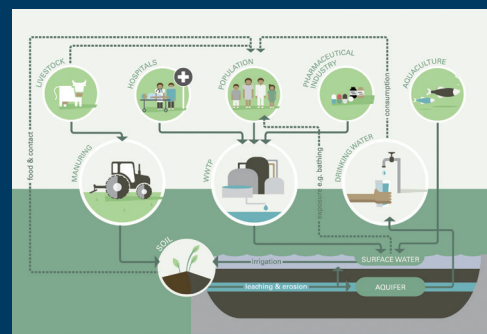 LIVESTOCK
HOSPITALS
POPULATION
PHARMACEUTICAL
INDUSTRY
AQUACULTURE
food & contact
consumption
MANURING
WWTP
exposure e.g. bathing
DRINKING WATER
SOIL
irrigation
SURFACE WATER
leaching & erosion
AQUIFER